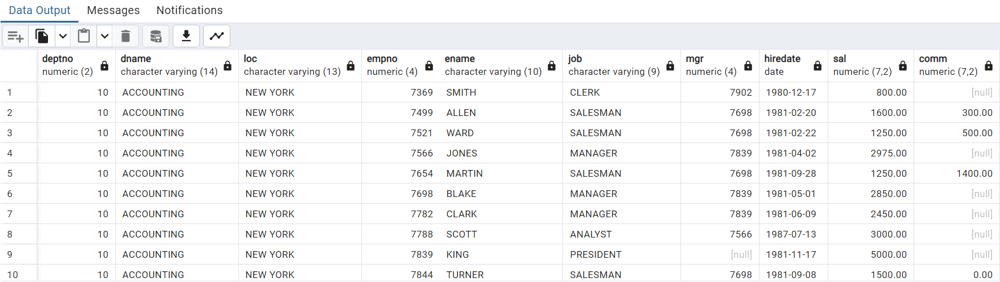 Data Output Messages Notifications
deptno dname loc empno ename job mgr hiredate sal comm
numeric (2) character varying (14) character varying (13) numeric (4) character varying (10) character varying (9) numeric (4) date numeric (7,2) numeric (7,2)
1 10 ACCOUNTING NEW YORK 7369 SMITH CLERK 7902 1980-12-17 800.00 [null]
2 10 ACCOUNTING NEW YORK 7499 ALLEN SALESMAN 7698 1981-02-20 1600.00 300.00
3 10 ACCOUNTING NEW YORK 7521 WARD SALESMAN 7698 1981-02-22 1250.00 500.00
4 10 ACCOUNTING NEW YORK 7566 JONES MANAGER 7839 1981-04-02 2975.00 [null]
5 10 ACCOUNTING NEW YORK 7654 MARTIN SALESMAN 7698 1981-09-28 1250.00 1400.00
6 10 ACCOUNTING NEW YORK 7698 BLAKE MANAGER 7839 1981-05-01 2850.00 [null]
7 10 ACCOUNTING NEW YORK 7782 CLARK MANAGER 7839 1981-06-09 2450.00 [null]
8 10 ACCOUNTING NEW YORK 7788 SCOTT ANALYST 7566 1987-07-13 3000.00 [null]
9 10 ACCOUNTING NEW YORK 7839 KING PRESIDENT [null] 1981-11-17 5000.00 [null]
10 10 ACCOUNTING NEW YORK 7844 TURNER SALESMAN 7698 1981-09-08 1500.00 0.00